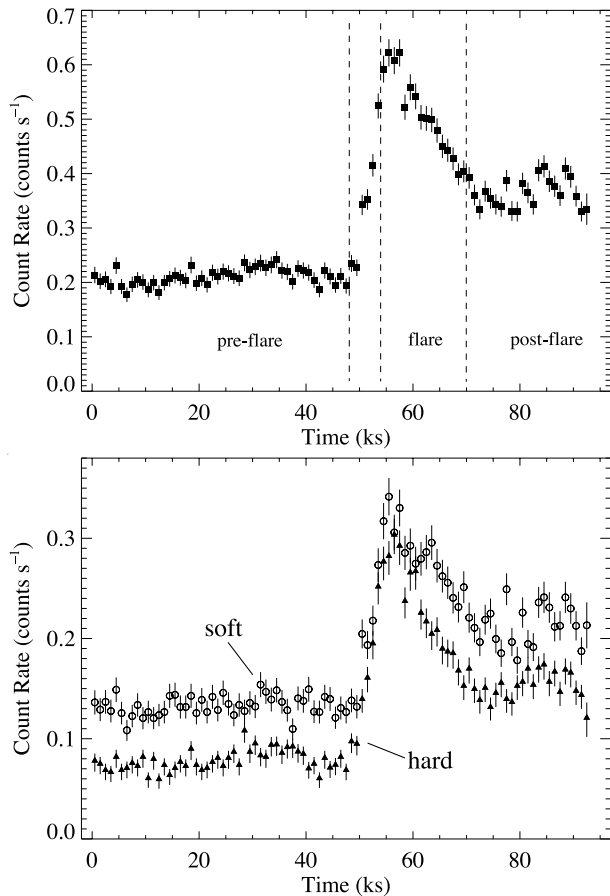 0.7
0.6
0.5
0.4
0.3
0.2
0.1
0.0
Count Rate (counts s⁻¹)
pre-flare
flare
post-flare
0 20 40 60 80
Time (ks)
0.3
0.2
0.1
0.0
Count Rate (counts s⁻¹)
soft
hard
0 20 40 60 80
Time (ks)